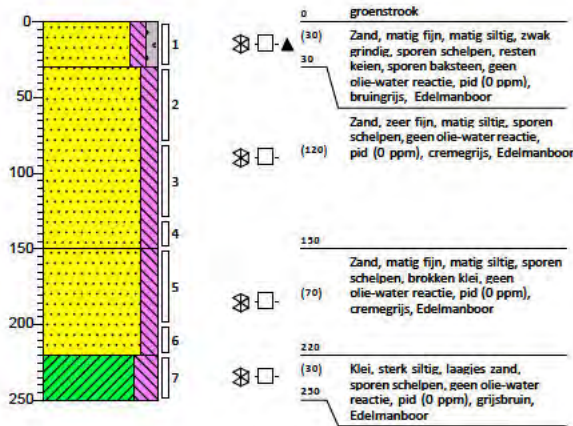 0
50
100
150
200
250
1
2
3
4
5
6
7
0 groenstrook
(30) Zand, matig fijn, matig siltig, zwak
grindig, sporen schelpen, resten
30 keien, sporen baksteen, geen
olie-water reactie, pid (0 ppm),
bruingrijs, Edelmanboor
Zand, zeer fijn, matig siltig, sporen
schelpen, geen olie-water reactie,
(120) pid (0 ppm), cremegrijs, Edelmanboor
150
Zand, matig fijn, matig siltig, sporen
schelpen, brokken klei, geen
(70) olie-water reactie, pid (0 ppm),
cremegrijs, Edelmanboor
220
(30) Klei, sterk siltig, laagjes zand,
sporen schelpen, geen olie-water
250 reactie, pid (0 ppm), grijsbruin,
Edelmanboor